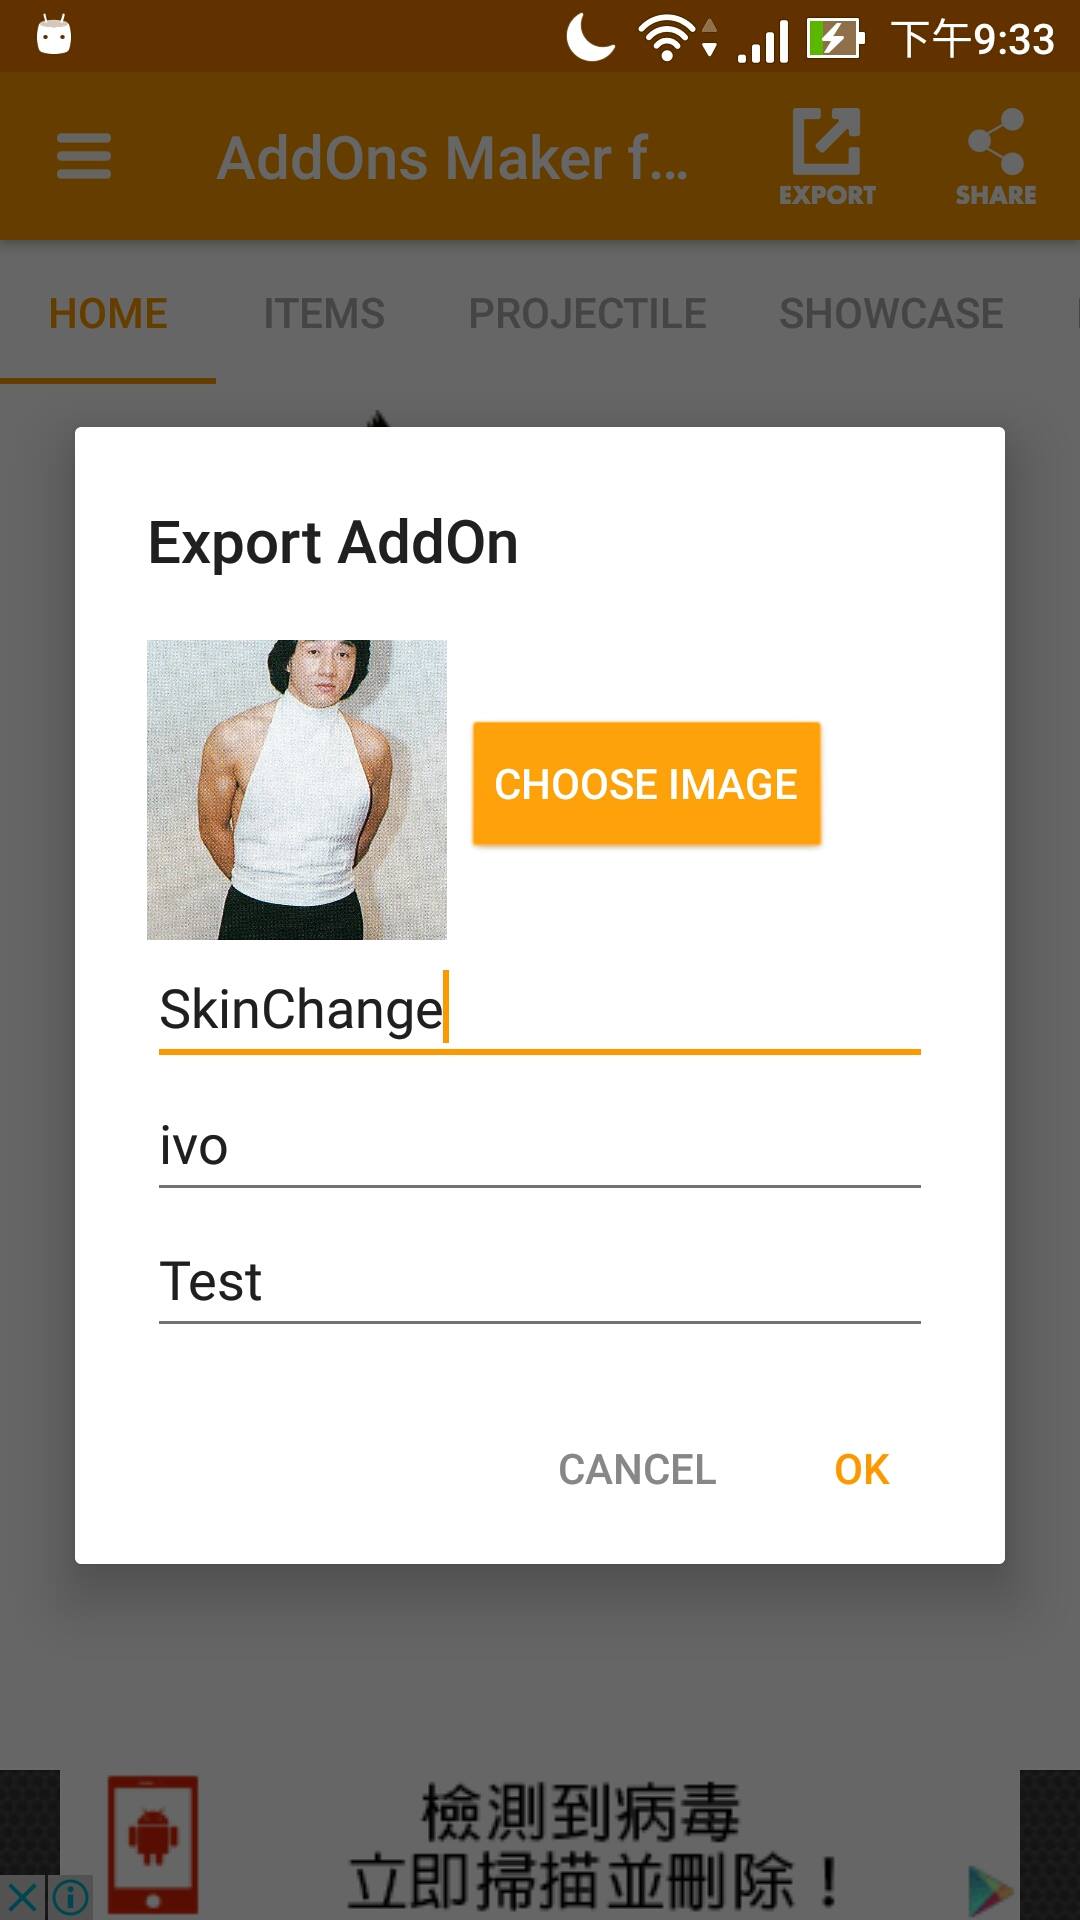 下午9:33
AddOns Maker f...
EXPORT
SHARE
HOME
ITEMS
PROJECTILE
SHOWCASE
Export AddOn
CHOOSE IMAGE
SkinChange
ivo
Test
CANCEL
OK
檢測到病毒
立即掃描並刪除！